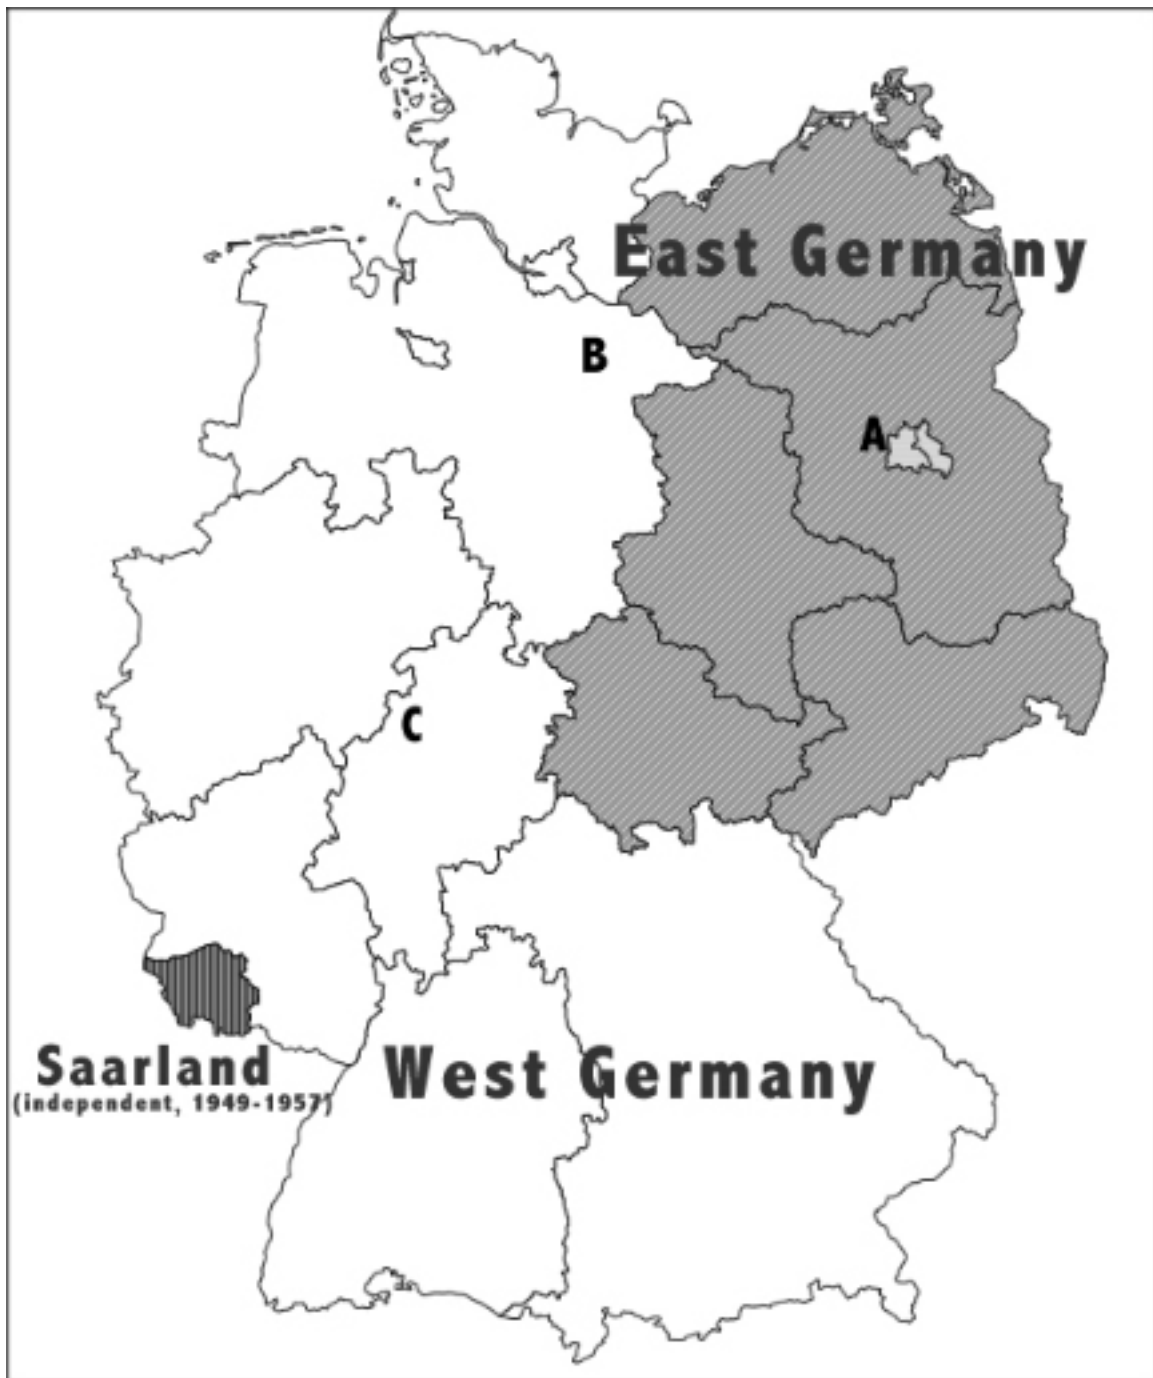 East Germany
B
A
C
Saarland
(independent, 1949-1957)
West Germany